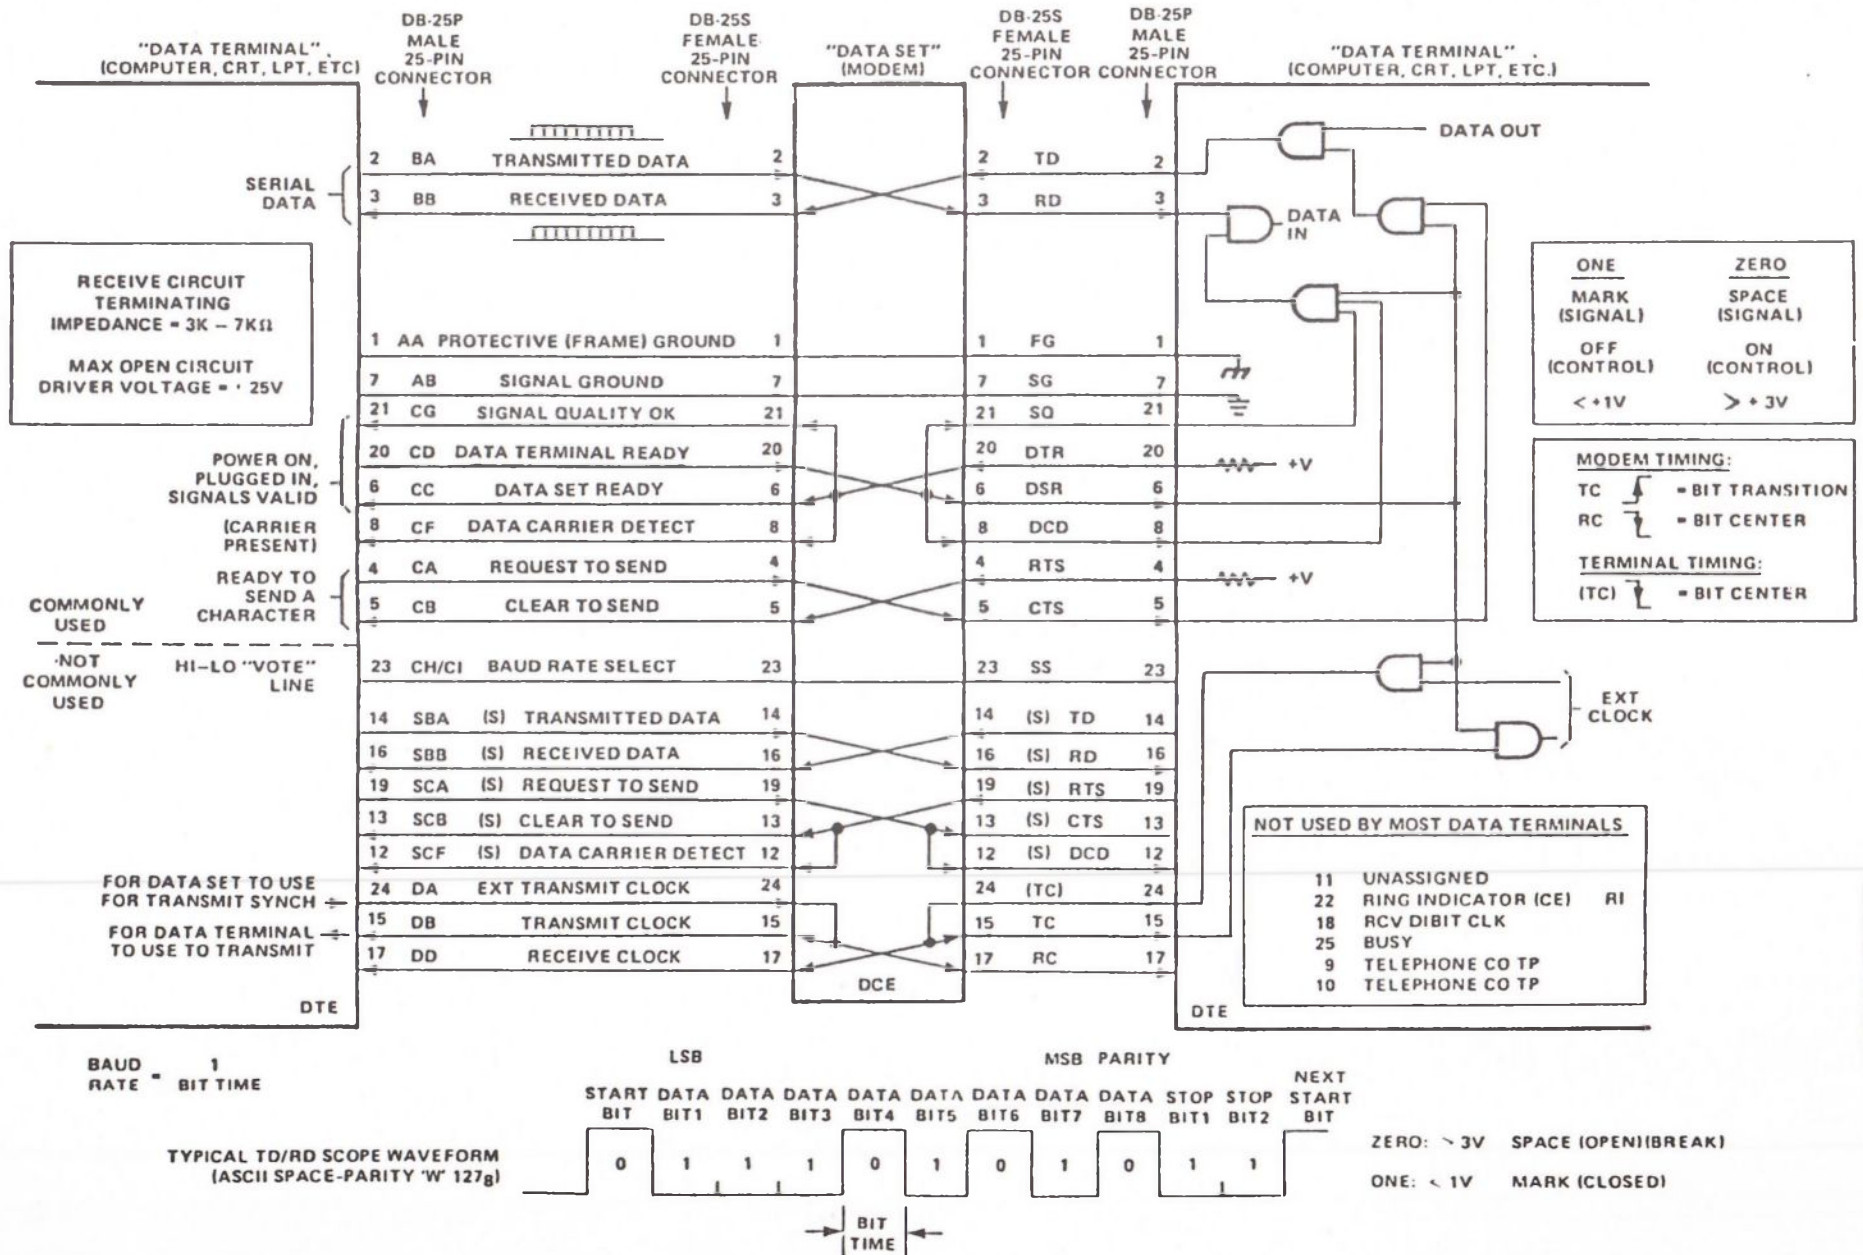 "DATA TERMINAL"
(COMPUTER, CRT, LPT, ETC)
DB-25P
MALE
25-PIN
CONNECTOR
DB-25S
FEMALE
25-PIN
CONNECTOR
"DATA SET"
(MODEM)
DB-25S
FEMALE
25-PIN
CONNECTOR
DB-25P
MALE
25-PIN
CONNECTOR
"DATA TERMINAL"
(COMPUTER, CRT, LPT, ETC.)
SERIAL
DATA
2 BA TRANSMITTED DATA 2
3 BB RECEIVED DATA 3
2 TD 2
3 RD 3
DATA OUT
DATA
IN
RECEIVE CIRCUIT
TERMINATING
IMPEDANCE = 3K – 7KΩ
MAX OPEN CIRCUIT
DRIVER VOLTAGE = 25V
1 AA PROTECTIVE (FRAME) GROUND 1
7 AB SIGNAL GROUND 7
21 CG SIGNAL QUALITY OK 21
20 CD DATA TERMINAL READY 20
6 CC DATA SET READY 6
8 CF DATA CARRIER DETECT 8
4 CA REQUEST TO SEND 4
5 CB CLEAR TO SEND 5
POWER ON,
PLUGGED IN,
SIGNALS VALID
(CARRIER
PRESENT)
READY TO
SEND A
CHARACTER
COMMONLY
USED
NOT
COMMONLY
USED
HI–LO "VOTE"
LINE
1 FG 1
7 SG 7
21 SQ 21
20 DTR 20
+V
6 DSR 6
8 DCD 8
4 RTS 4
+V
5 CTS 5
ONE ZERO
MARK SPACE
(SIGNAL) (SIGNAL)
OFF ON
(CONTROL) (CONTROL)
< +1V > + 3V
MODEM TIMING:
TC = BIT TRANSITION
RC = BIT CENTER
TERMINAL TIMING:
(TC) = BIT CENTER
23 CH/CI BAUD RATE SELECT 23
14 SBA (S) TRANSMITTED DATA 14
16 SBB (S) RECEIVED DATA 16
19 SCA (S) REQUEST TO SEND 19
13 SCB (S) CLEAR TO SEND 13
12 SCF (S) DATA CARRIER DETECT 12
24 DA EXT TRANSMIT CLOCK 24
15 DB TRANSMIT CLOCK 15
17 DD RECEIVE CLOCK 17
FOR DATA SET TO USE
FOR TRANSMIT SYNCH
FOR DATA TERMINAL
TO USE TO TRANSMIT
DTE
DCE
23 SS 23
14 (S) TD 14
16 (S) RD 16
19 (S) RTS 19
13 (S) CTS 13
12 (S) DCD 12
24 (TC) 24
15 TC 15
17 RC 17
DTE
EXT
CLOCK
NOT USED BY MOST DATA TERMINALS
11 UNASSIGNED
22 RING INDICATOR (CE) RI
18 RCV DIBIT CLK
25 BUSY
9 TELEPHONE CO TP
10 TELEPHONE CO TP
BAUD RATE = 1
BIT TIME
LSB MSB PARITY
START BIT
DATA BIT1
DATA BIT2
DATA BIT3
DATA BIT4
DATA BIT5
DATA BIT6
DATA BIT7
DATA BIT8
STOP BIT1
STOP BIT2
NEXT START BIT
TYPICAL TD/RD SCOPE WAVEFORM
(ASCII SPACE-PARITY 'W' 127₈)
0 1 1 1 0 1 0 1 0 1 1
BIT
TIME
ZERO: > 3V SPACE (OPEN)(BREAK)
ONE: < 1V MARK (CLOSED)